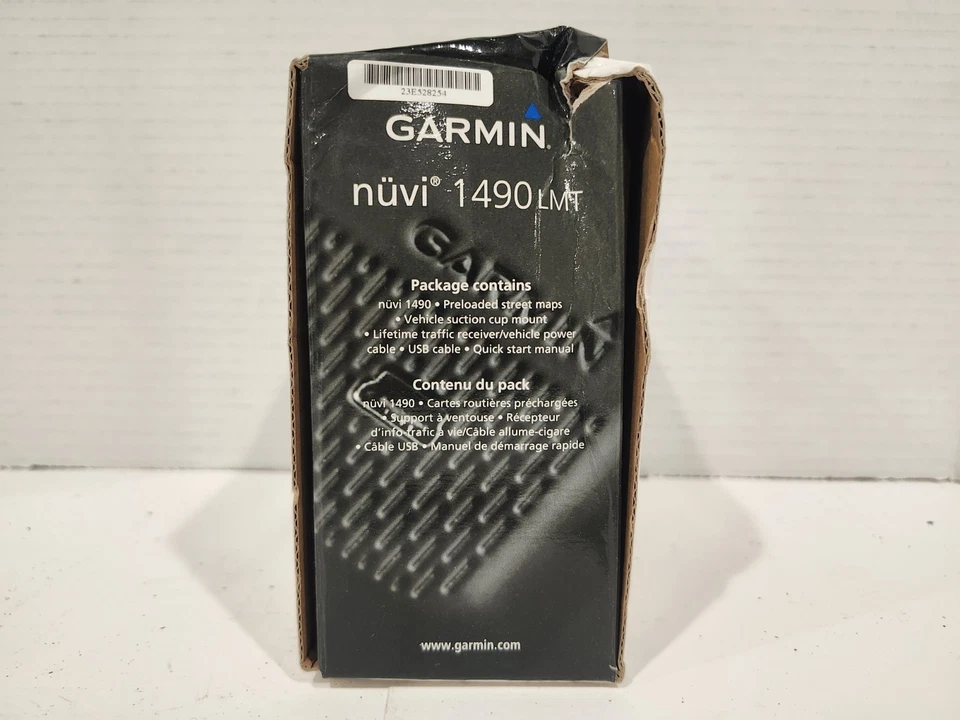 23E528254
GARMIN®
nüvi® 1490LMT
GARMIN
Package contains
nüvi 1490 • Preloaded street maps
• Vehicle suction cup mount
• Lifetime traffic receiver/vehicle power
cable • USB cable • Quick start manual
Contenu du pack
nüvi 1490 • Cartes routières préchargées
• Support à ventouse • Récepteur
d'info-trafic à vie/Câble allume-cigare
• Câble USB • Manuel de démarrage rapide
www.garmin.com